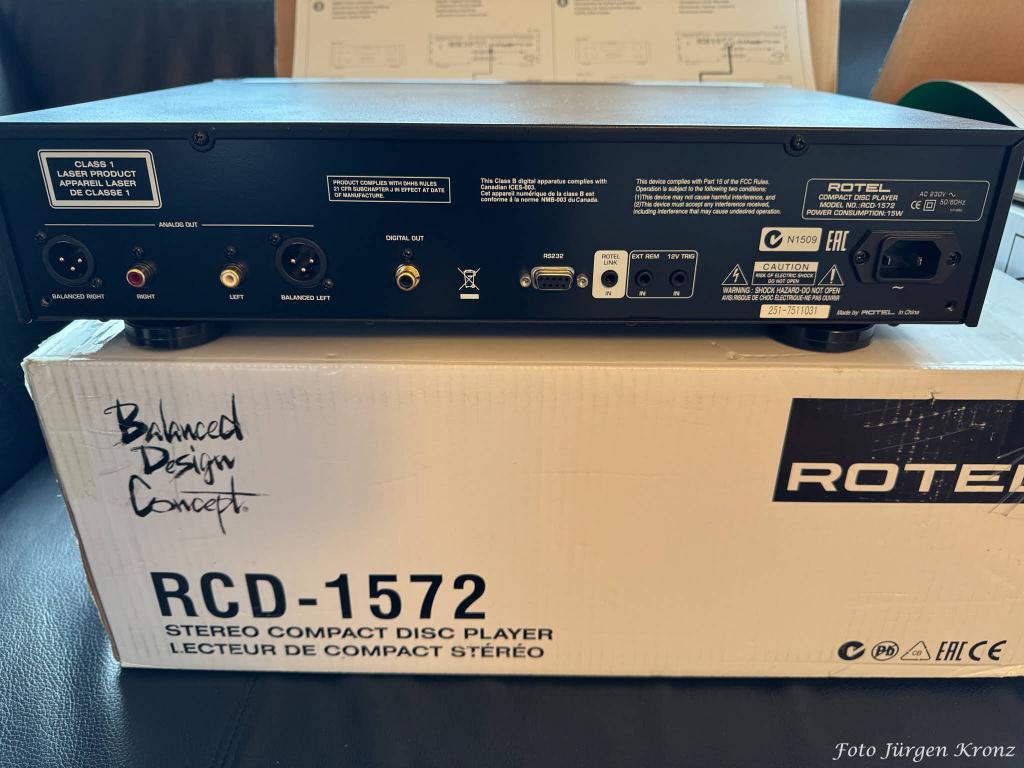 CLASS 1
LASER PRODUCT
APPAREIL LASER
DE CLASSE 1
PRODUCT COMPLIES WITH DHHS RULES
21 CFR SUBCHAPTER J IN EFFECT AT DATE
OF MANUFACTURE.
This Class B digital apparatus complies with
Canadian ICES-003.
Cet appareil numérique de la class B est
conforme à la norme NMB-003 du Canada.
This device complies with Part 15 of the FCC Rules.
Operation is subject to the following two conditions:
(1)This device may not cause harmful interference, and
(2)This device must accept any interference received,
including interference that may cause undesired operation.
ROTEL
COMPACT DISC PLAYER
MODEL NO.:RCD-1572
POWER CONSUMPTION:15W
AC 230V ~
50/60Hz
CE
ANALOG OUT
BALANCED RIGHT
RIGHT
LEFT
BALANCED LEFT
DIGITAL OUT
RS232
ROTEL
LINK
IN
EXT REM
IN
12V TRIG
IN
N1509
EAC
CAUTION
RISK OF ELECTRIC SHOCK
DO NOT OPEN
WARNING : SHOCK HAZARD-DO NOT OPEN
AVIS:RISQUE DE CHOC ÉLECTRIQUE-NE PAS OUVRIR
251-7511031
Made by ROTEL in China
~
Balanced
Design
Concept
ROTEL
RCD-1572
STEREO COMPACT DISC PLAYER
LECTEUR DE COMPACT STÉRÉO
Pb
CB
EAC CE
Foto Jürgen Kronz